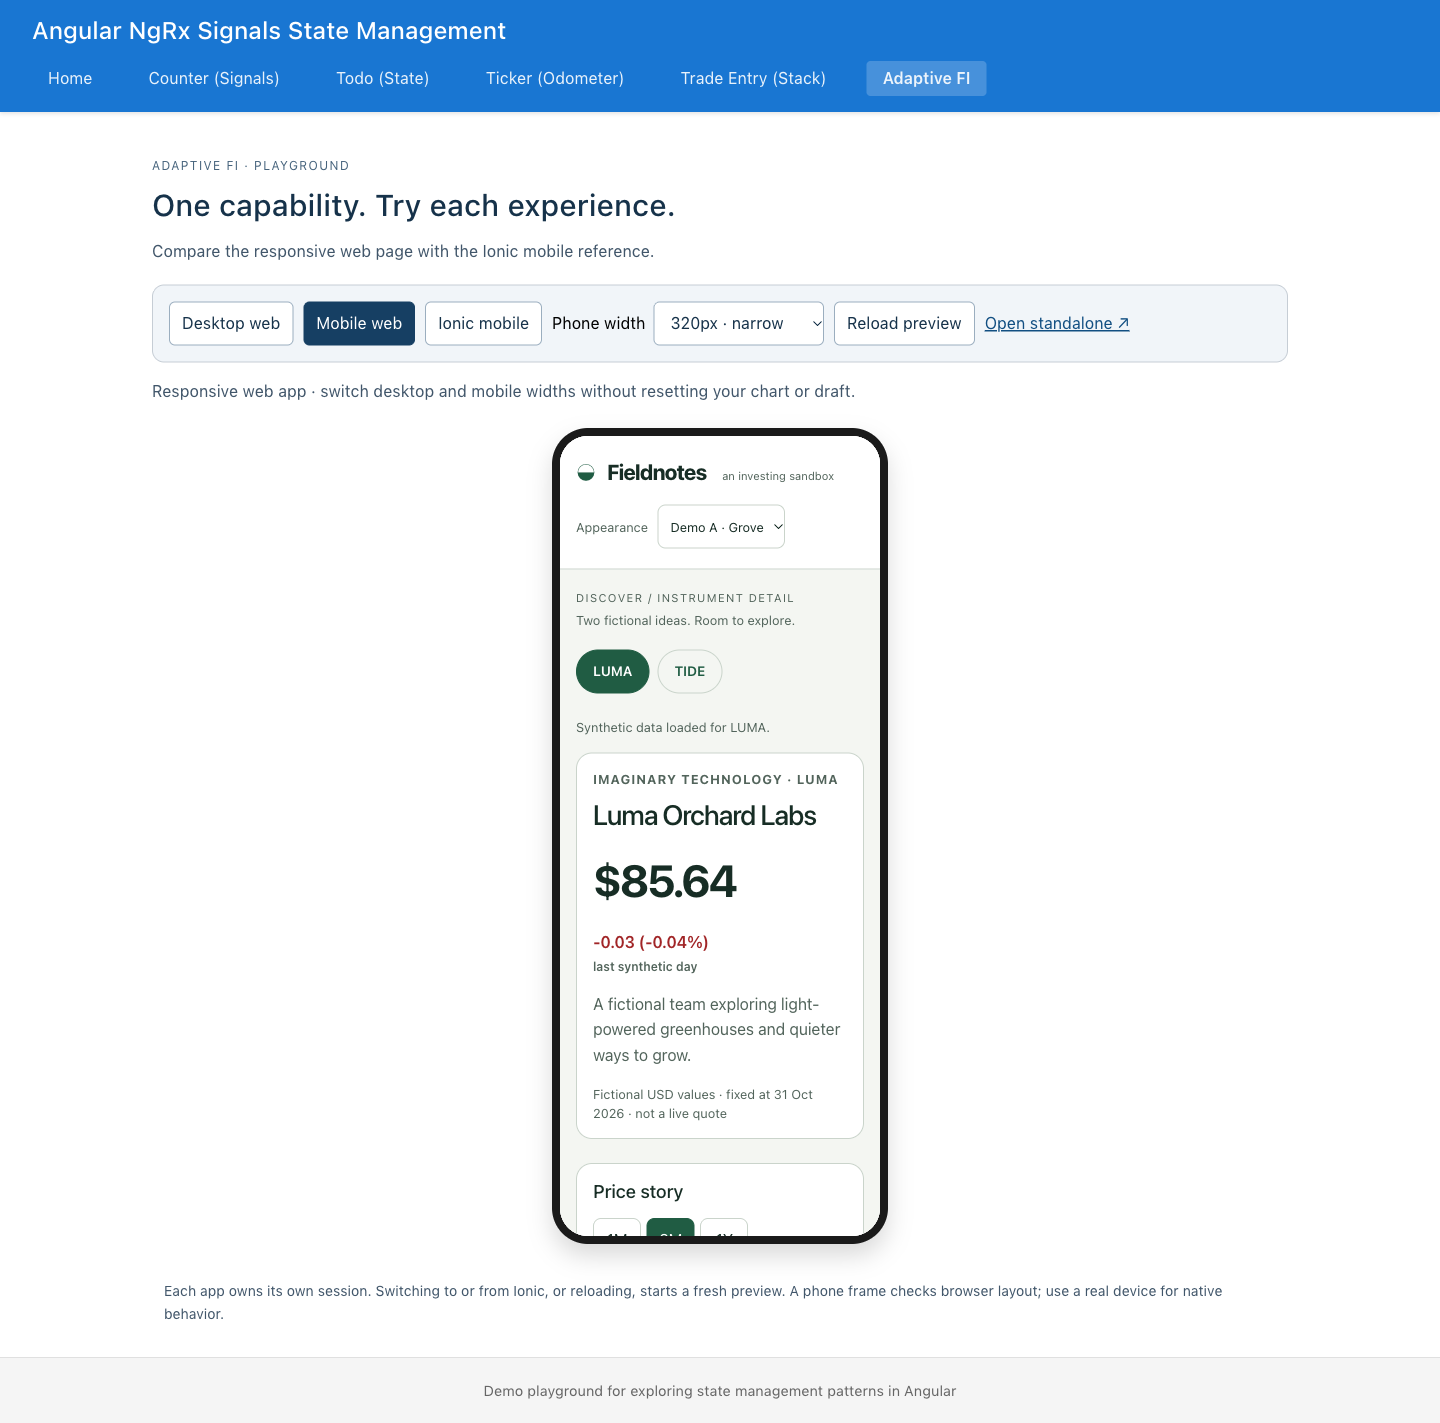 Angular NgRx Signals State Management
Home Counter (Signals) Todo (State) Ticker (Odometer) Trade Entry (Stack) Adaptive FI
ADAPTIVE FI · PLAYGROUND
One capability. Try each experience.
Compare the responsive web page with the Ionic mobile reference.
Desktop web Mobile web Ionic mobile Phone width 320px · narrow Reload preview Open standalone ↗
Responsive web app · switch desktop and mobile widths without resetting your chart or draft.
Fieldnotes an investing sandbox
Appearance Demo A · Grove
DISCOVER / INSTRUMENT DETAIL
Two fictional ideas. Room to explore.
LUMA TIDE
Synthetic data loaded for LUMA.
IMAGINARY TECHNOLOGY · LUMA
Luma Orchard Labs
$85.64
-0.03 (-0.04%)
last synthetic day
A fictional team exploring light-
powered greenhouses and quieter
ways to grow.
Fictional USD values · fixed at 31 Oct
2026 · not a live quote
Price story
Each app owns its own session. Switching to or from Ionic, or reloading, starts a fresh preview. A phone frame checks browser layout; use a real device for native
behavior.
Demo playground for exploring state management patterns in Angular